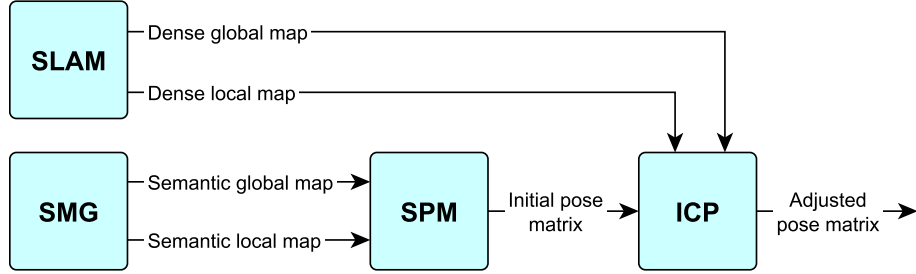 SLAM
Dense global map
Dense local map
SMG
Semantic global map
Semantic local map
SPM
Initial pose
matrix
ICP
Adjusted
pose matrix